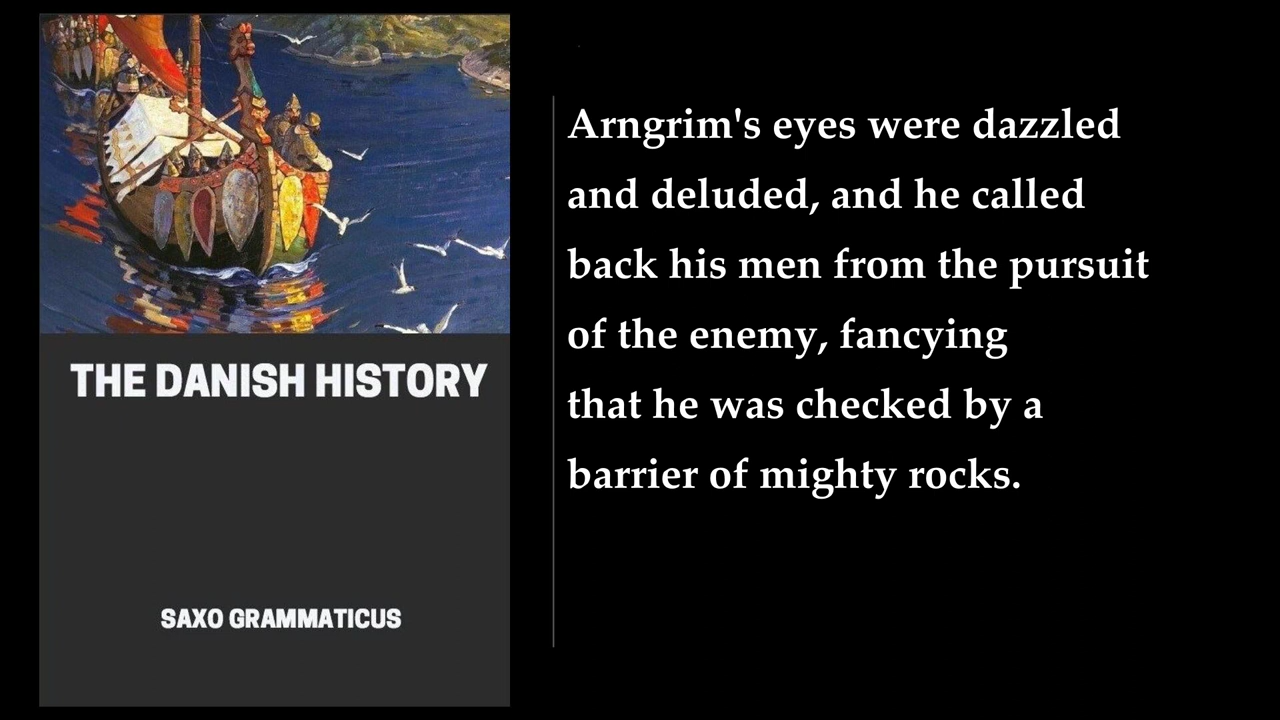 THE DANISH HISTORY
SAXO GRAMMATICUS
Arngrim's eyes were dazzled
and deluded, and he called
back his men from the pursuit
of the enemy, fancying
that he was checked by a
barrier of mighty rocks.